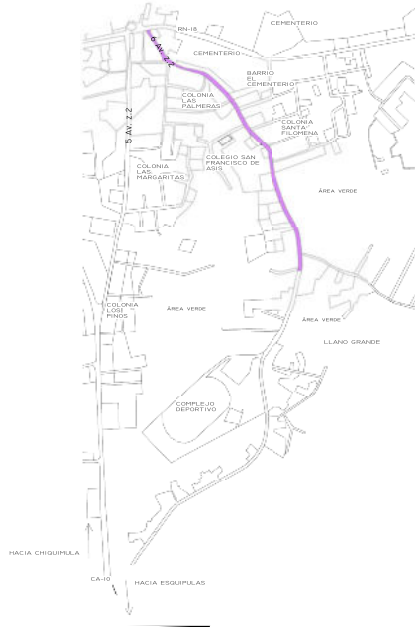 CEMENTERIO
RN-18
6 Av. z.2
CEMENTERIO
BARRIO
EL
CEMENTERIO
COLONIA
LAS
PALMERAS
5 Av. z.2
COLONIA
SANTA
FILOMENA
COLEGIO SAN
FRANCISCO DE
ASIS
COLONIA
LAS
MARGARITAS
ÁREA VERDE
COLONIA
LOS
PINOS
ÁREA VERDE
ÁREA VERDE
LLANO GRANDE
COMPLEJO
DEPORTIVO
HACIA CHIQUIMULA
CA-10
HACIA ESQUIPULAS